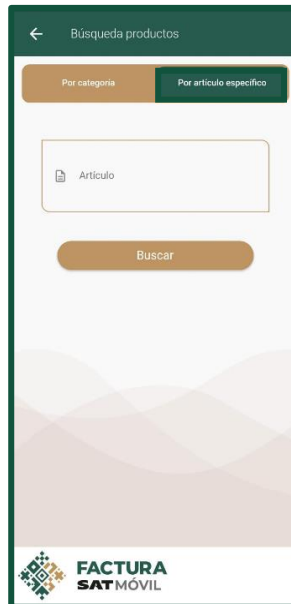 Búsqueda productos
Por categoría
Por artículo específico
Artículo
Buscar
FACTURA
SAT MÓVIL